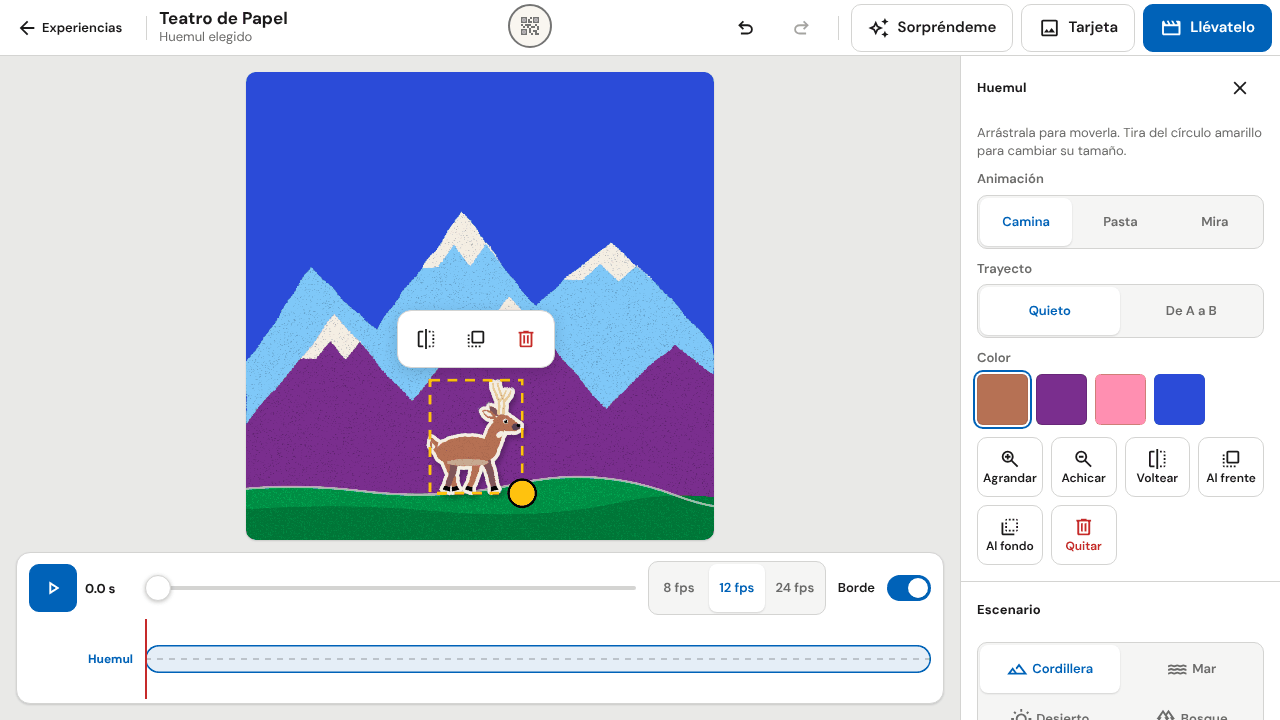 Experiencias
Teatro de Papel
Huemul elegido
Sorpréndeme
Tarjeta
Llévatelo
Huemul
Arrástrala para moverla. Tira del círculo amarillo
para cambiar su tamaño.
Animación
Camina
Pasta
Mira
Trayecto
Quieto
De A a B
Color
Agrandar
Achicar
Voltear
Al frente
Al fondo
Quitar
0.0 s
8 fps
12 fps
24 fps
Borde
Huemul
Escenario
Cordillera
Mar
Desierto
Bosque